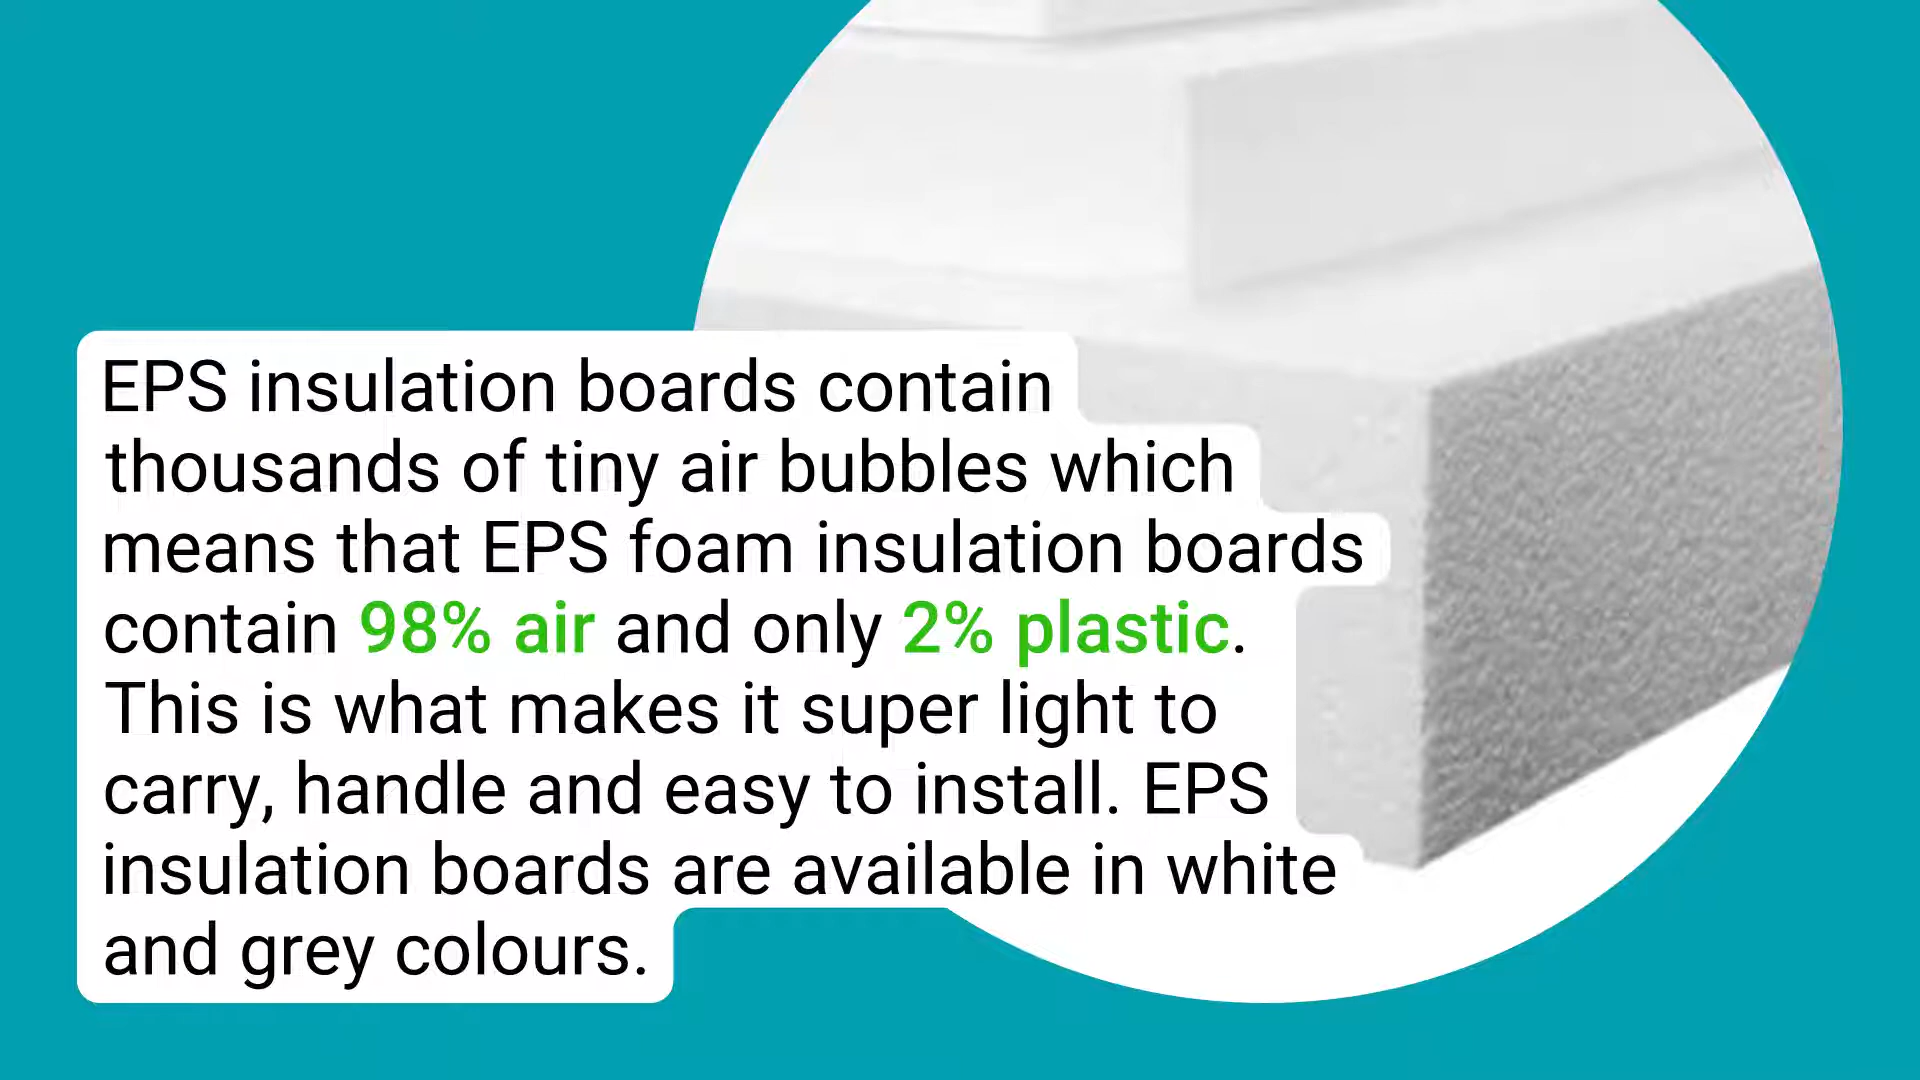 EPS insulation boards contain
thousands of tiny air bubbles which
means that EPS foam insulation boards
contain 98% air and only 2% plastic.
This is what makes it super light to
carry, handle and easy to install. EPS
insulation boards are available in white
and grey colours.